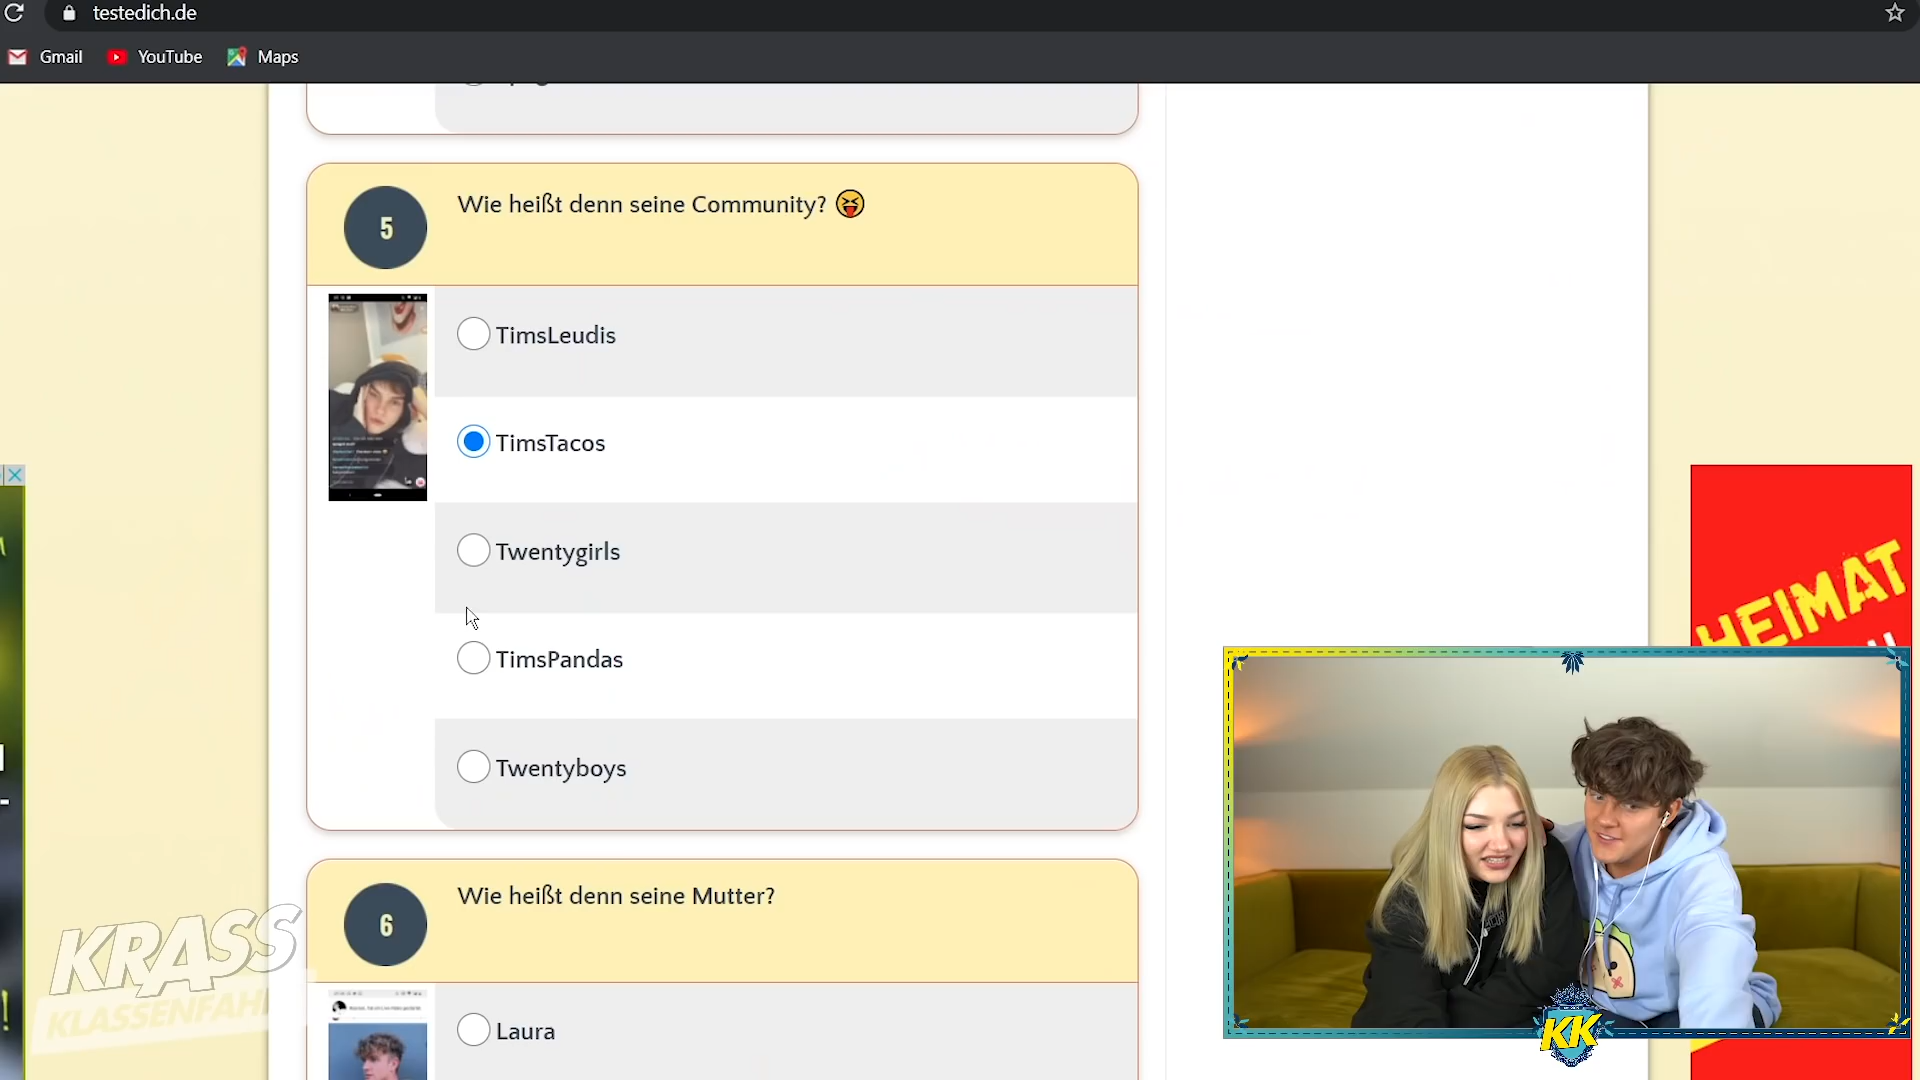 testedich.de
Gmail
YouTube
Maps
5
Wie heißt denn seine Community? 😝
TimsLeudis
TimsTacos
Twentygirls
TimsPandas
Twentyboys
6
Wie heißt denn seine Mutter?
Laura
HEIMAT
KRASS
KLASSENFAH
KK